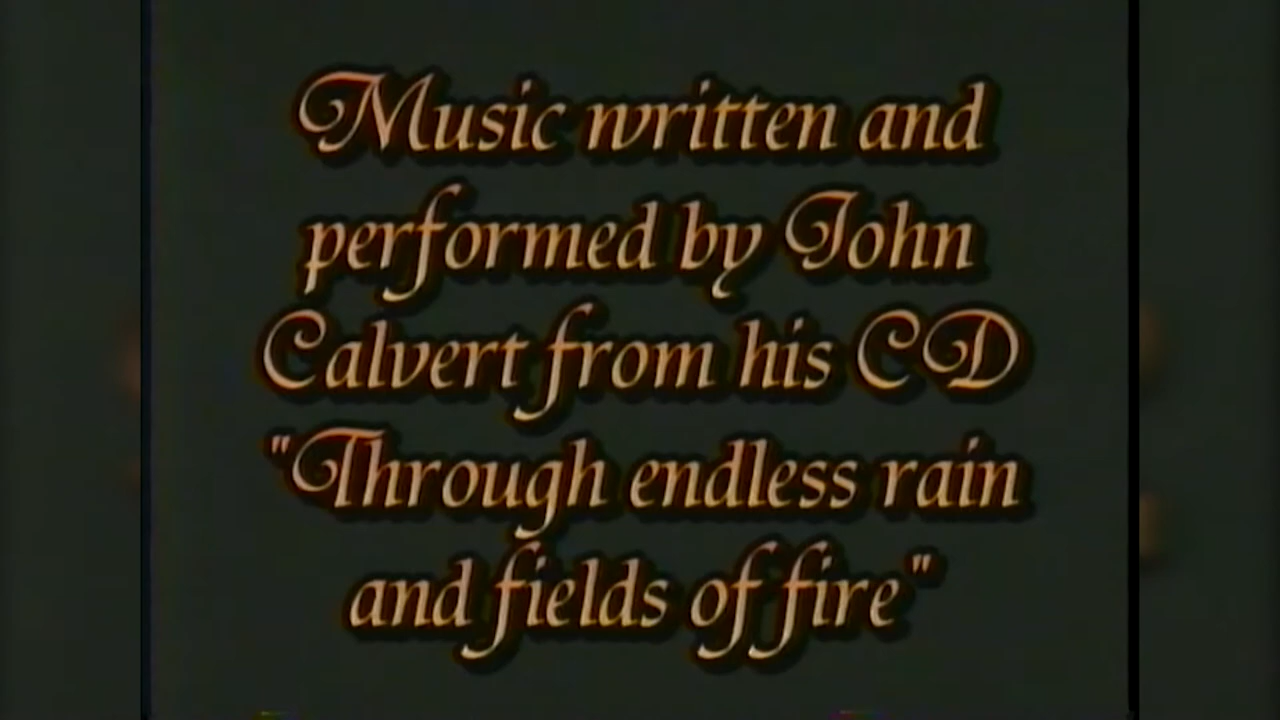 Music written and
performed by John
Calvert from his CD
"Through endless rain
and fields of fire"